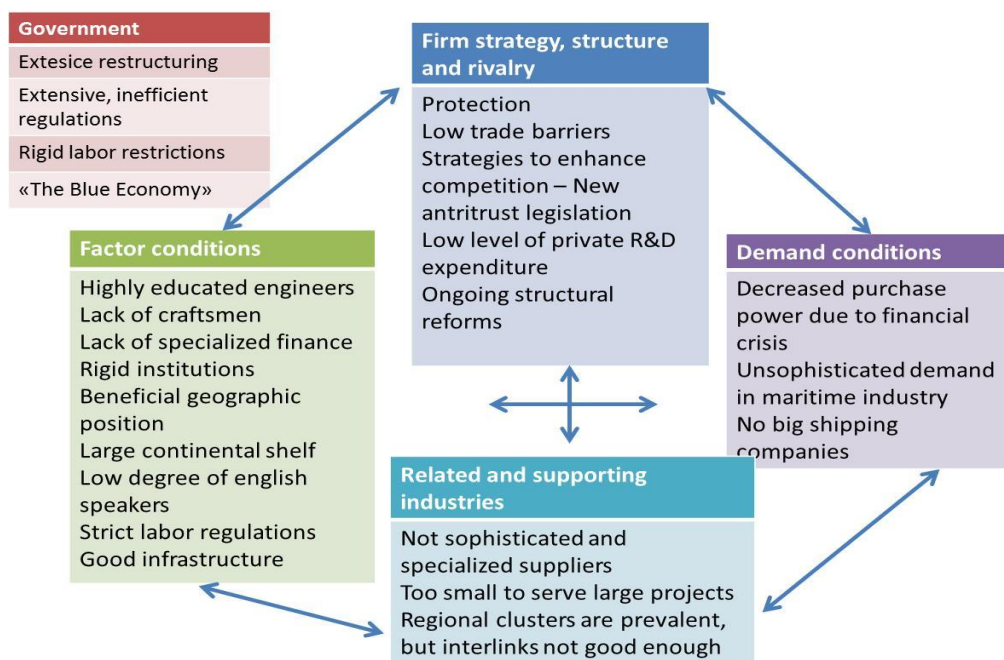 Government
Extesice restructuring
Extensive, inefficient
regulations
Rigid labor restrictions
«The Blue Economy»
Firm strategy, structure
and rivalry
Protection
Low trade barriers
Strategies to enhance
competition – New
antritrust legislation
Low level of private R&D
expenditure
Ongoing structural
reforms
Factor conditions
Highly educated engineers
Lack of craftsmen
Lack of specialized finance
Rigid institutions
Beneficial geographic
position
Large continental shelf
Low degree of english
speakers
Strict labor regulations
Good infrastructure
Demand conditions
Decreased purchase
power due to financial
crisis
Unsophisticated demand
in maritime industry
No big shipping
companies
Related and supporting
industries
Not sophisticated and
specialized suppliers
Too small to serve large projects
Regional clusters are prevalent,
but interlinks not good enough